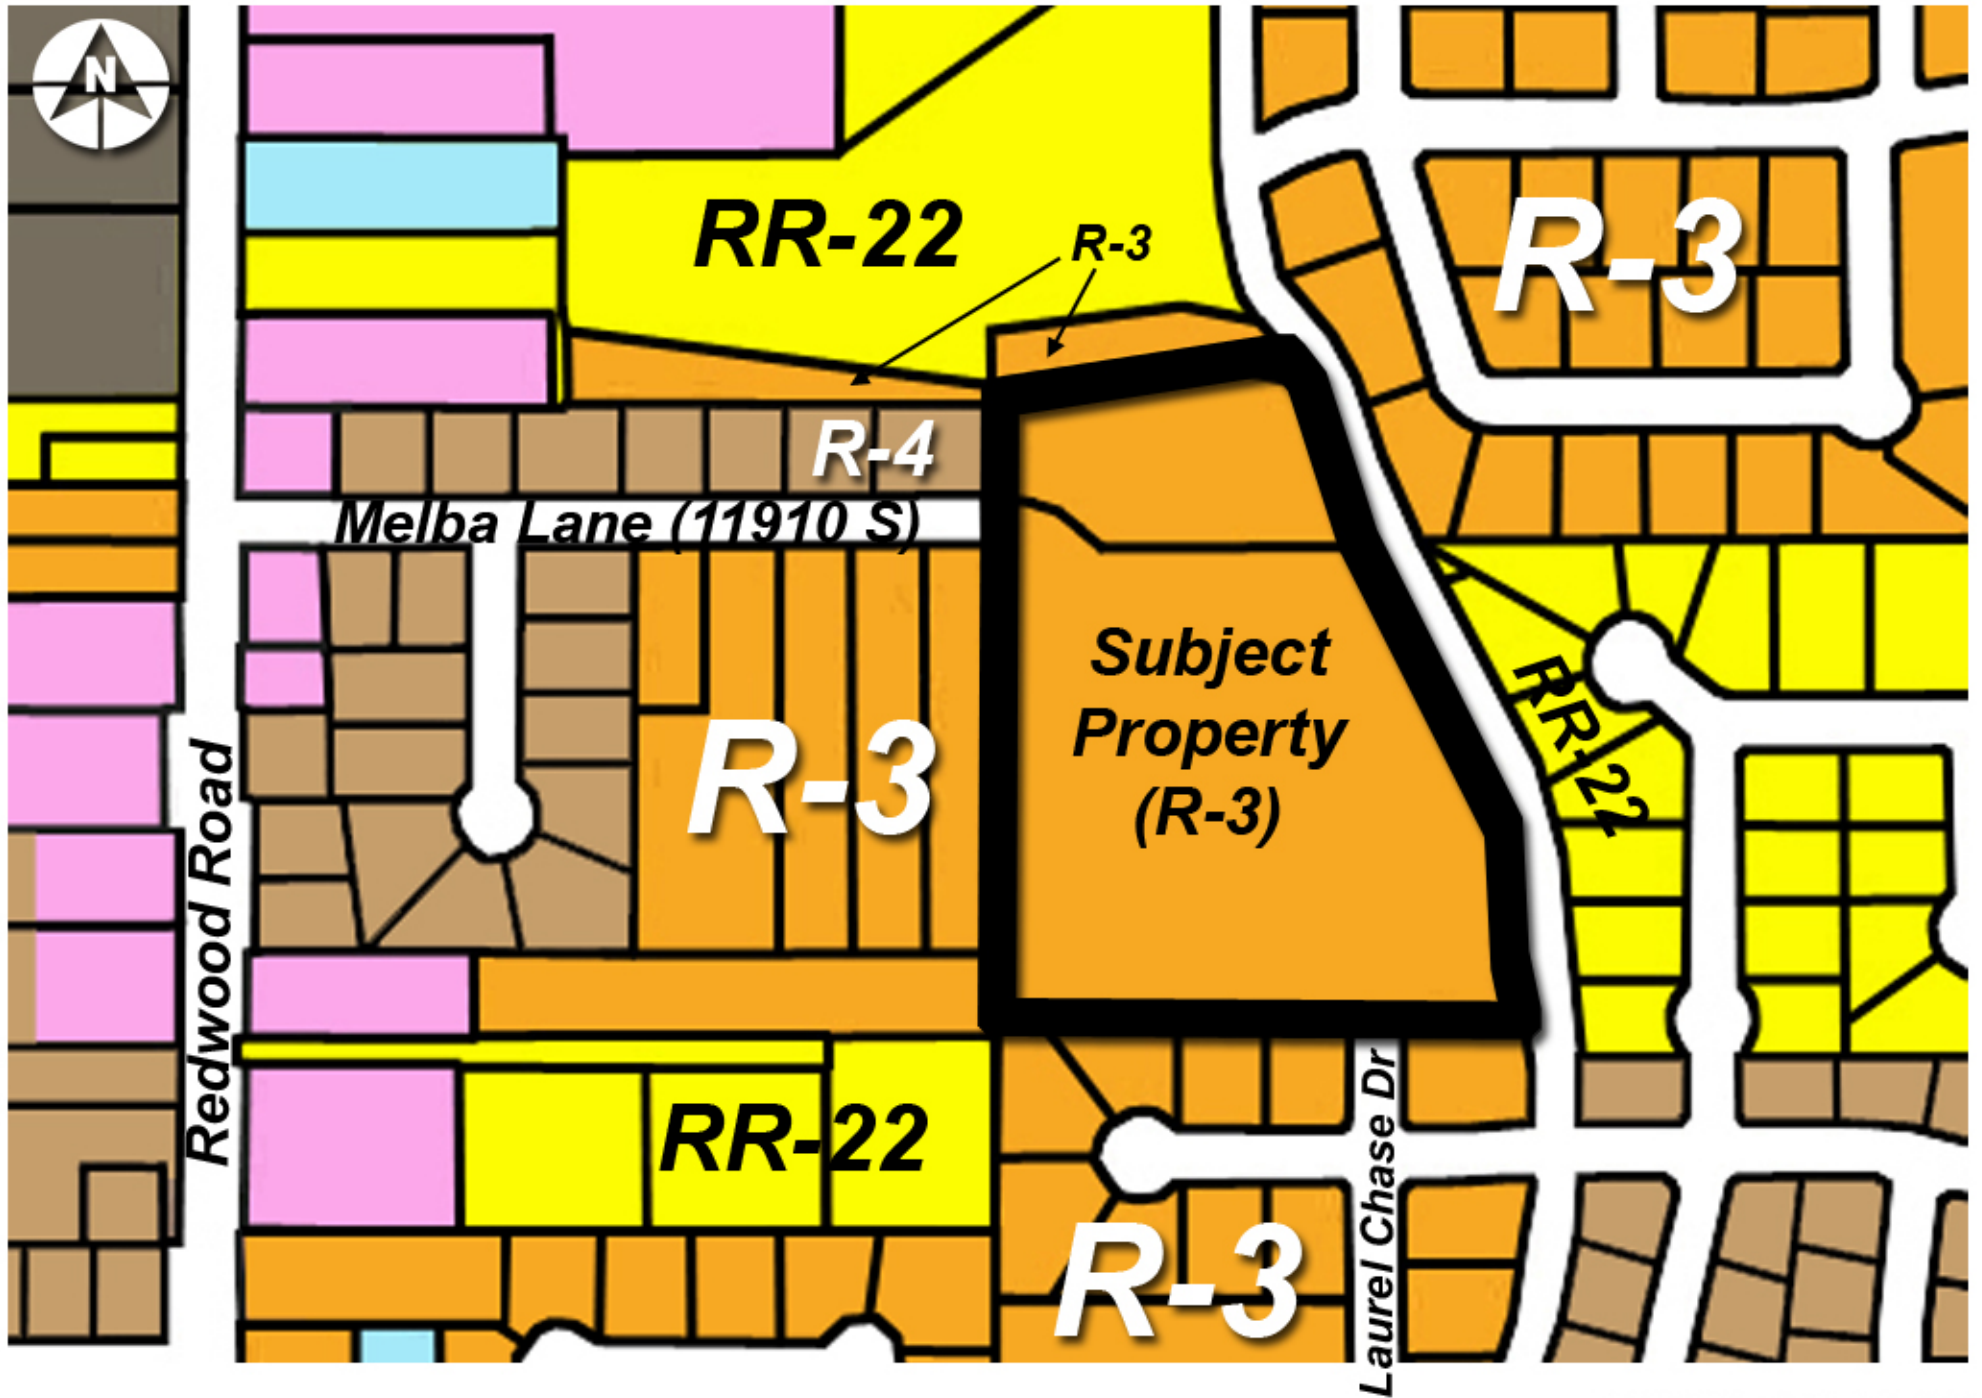 N
RR-22
R-3
R-3
R-4
Melba Lane (11910 S)
Subject
Property
(R-3)
RR-22
R-3
Redwood Road
RR-22
Laurel Chase Dr
R-3